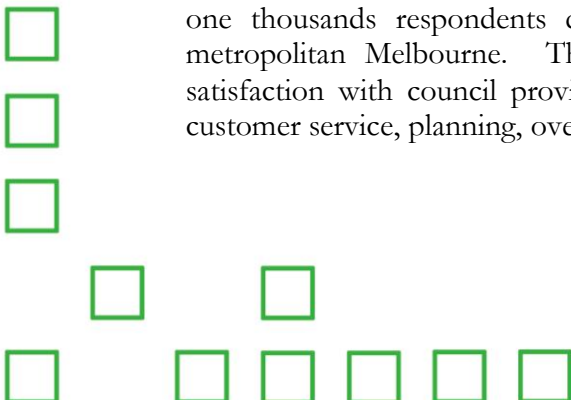 one thousands respondents
metropolitan Melbourne.
satisfaction with council
customer service, planning,